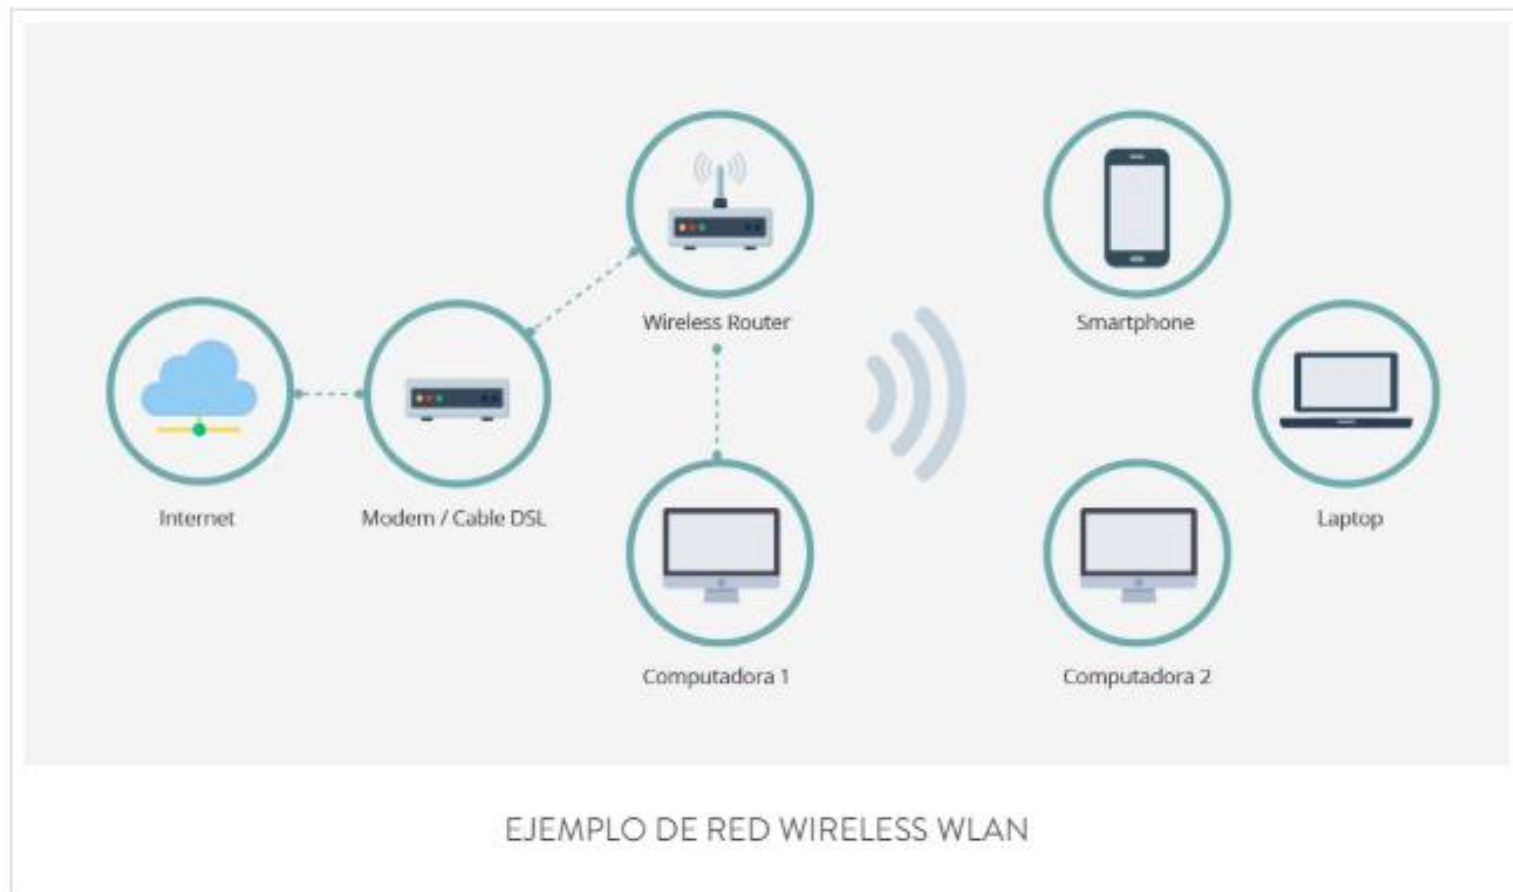 Wireless Router
Smartphone
Internet
Modem / Cable DSL
Laptop
Computadora 1
Computadora 2
EJEMPLO DE RED WIRELESS WLAN